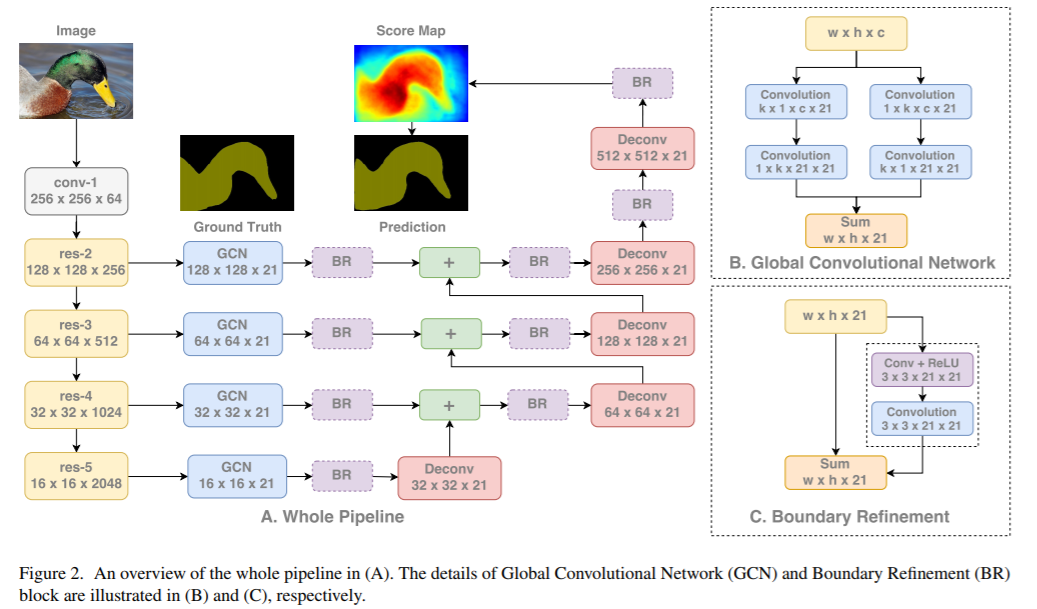 Image
Score Map
BR
Deconv
512 x 512 x 21
conv-1
256 x 256 x 64
BR
Ground Truth
Prediction
res-2
128 x 128 x 256
GCN
128 x 128 x 21
BR
+
BR
Deconv
256 x 256 x 21
res-3
64 x 64 x 512
GCN
64 x 64 x 21
BR
+
BR
Deconv
128 x 128 x 21
res-4
32 x 32 x 1024
GCN
32 x 32 x 21
BR
+
BR
Deconv
64 x 64 x 21
res-5
16 x 16 x 2048
GCN
16 x 16 x 21
BR
Deconv
32 x 32 x 21
A. Whole Pipeline
w x h x c
Convolution
k x 1 x c x 21
Convolution
1 x k x c x 21
Convolution
1 x k x 21 x 21
Convolution
k x 1 x 21 x 21
Sum
w x h x 21
B. Global Convolutional Network
w x h x 21
Conv + ReLU
3 x 3 x 21 x 21
Convolution
3 x 3 x 21 x 21
Sum
w x h x 21
C. Boundary Refinement
Figure 2. An overview of the whole pipeline in (A). The details of Global Convolutional Network (GCN) and Boundary Refinement (BR)
block are illustrated in (B) and (C), respectively.